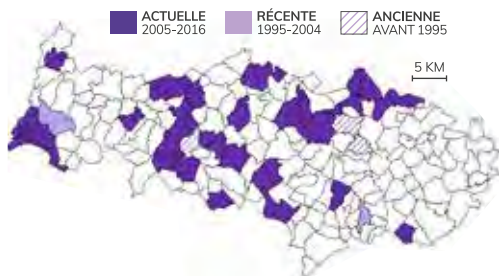 ACTUELLE
2005-2016
RÉCENTE
1995-2004
ANCIENNE
AVANT 1995
5 KM